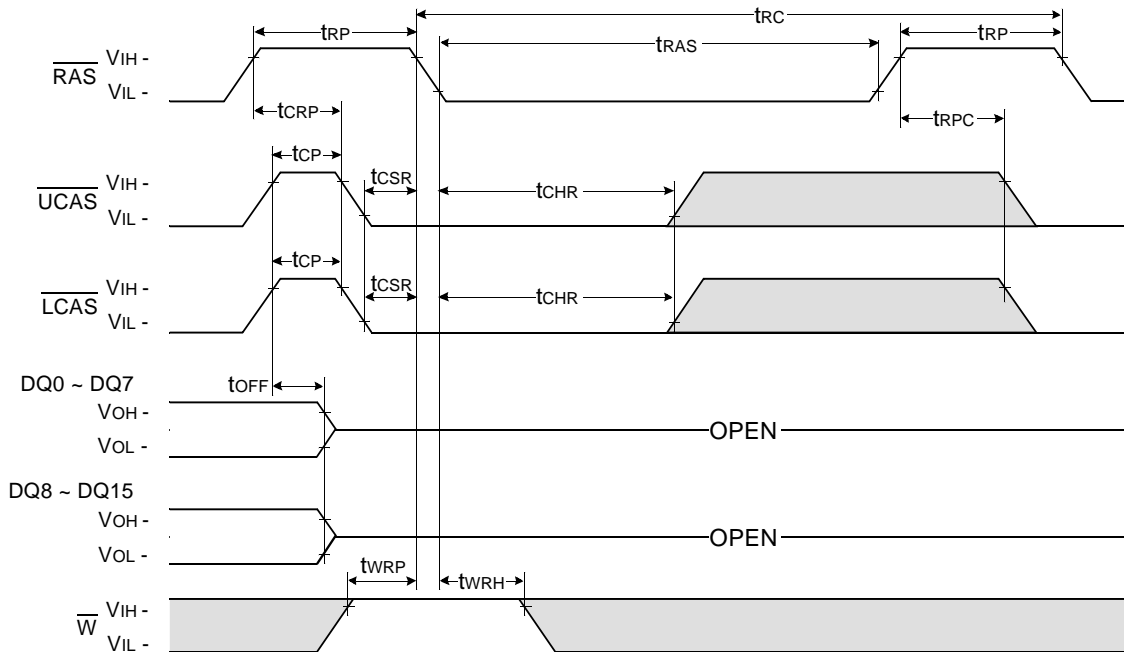 tRC
tRP
tRP
tRAS
RAS
VIH -
VIL -
tCRP
tRPC
tCP
tCSR
tCHR
UCAS
VIH -
VIL -
tCP
tCSR
tCHR
LCAS
VIH -
VIL -
DQ0 ~ DQ7
tOFF
VOH -
VOL -
OPEN
DQ8 ~ DQ15
VOH -
VOL -
OPEN
tWRP
tWRH
W
VIH -
VIL -